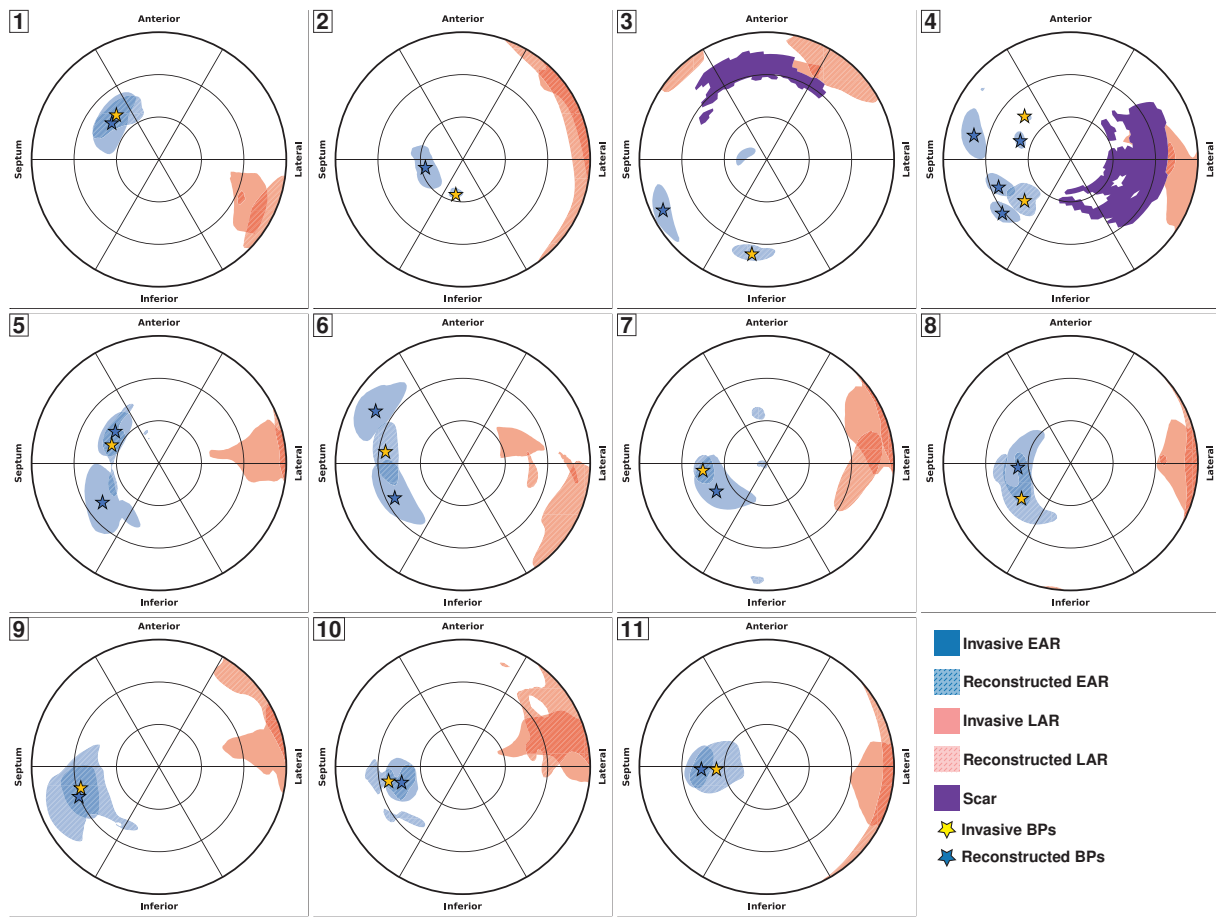 1
Anterior
Septum
Lateral
Inferior
2
Anterior
Septum
Lateral
Inferior
3
Anterior
Septum
Lateral
Inferior
4
Anterior
Septum
Lateral
Inferior
5
Anterior
Septum
Lateral
Inferior
6
Anterior
Septum
Lateral
Inferior
7
Anterior
Septum
Lateral
Inferior
8
Anterior
Septum
Lateral
Inferior
9
Anterior
Septum
Lateral
Inferior
10
Anterior
Septum
Lateral
Inferior
11
Anterior
Septum
Lateral
Inferior
Invasive EAR
Reconstructed EAR
Invasive LAR
Reconstructed LAR
Scar
Invasive BPs
Reconstructed BPs